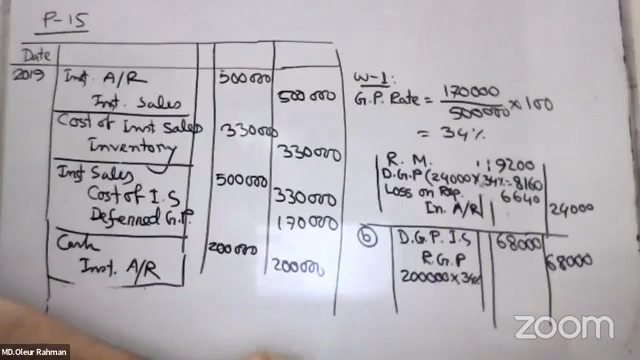 P-15
Date
2019 Inst. A/R 500000
Inst. Sales 500000
Cost of Inst Sales 330000
Inventory 330000
Inst Sales 500000
Cost of I.S 330000
Deferred G.P. 170000
Cash 200000
Inst. A/R 200000
W-1:
G.P. Rate = 170000/500000 × 100
= 34%
R. M. 9200
D.G.P (24000×34% = 8160
Loss on Rep. 6640
In. A/R 24000
b D.G.P I.S 68000
R.G.P 68000
200000×34%
MD.Oleur Rahman
zoom